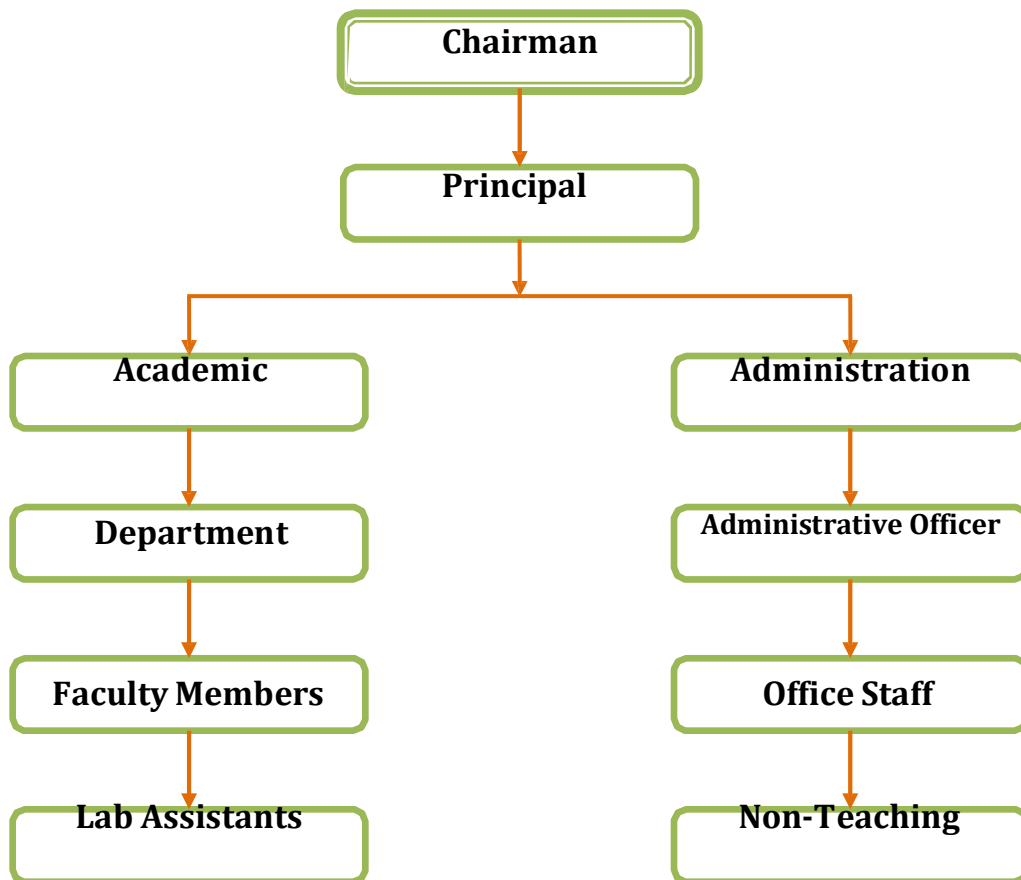 Chairman
Principal
Academic
Administration
Department
Administrative Officer
Faculty Members
Office Staff
Lab Assistants
Non-Teaching